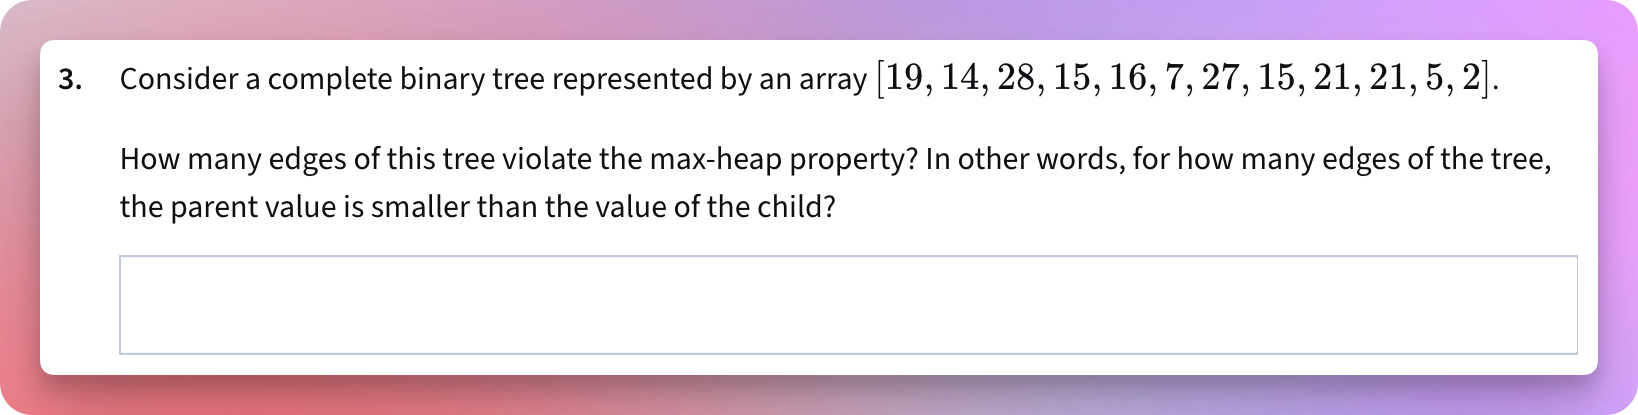 3. Consider a complete binary tree represented by an array [19, 14, 28, 15, 16, 7, 27, 15, 21, 21, 5, 2].
How many edges of this tree violate the max-heap property? In other words, for how many edges of the tree,
the parent value is smaller than the value of the child?